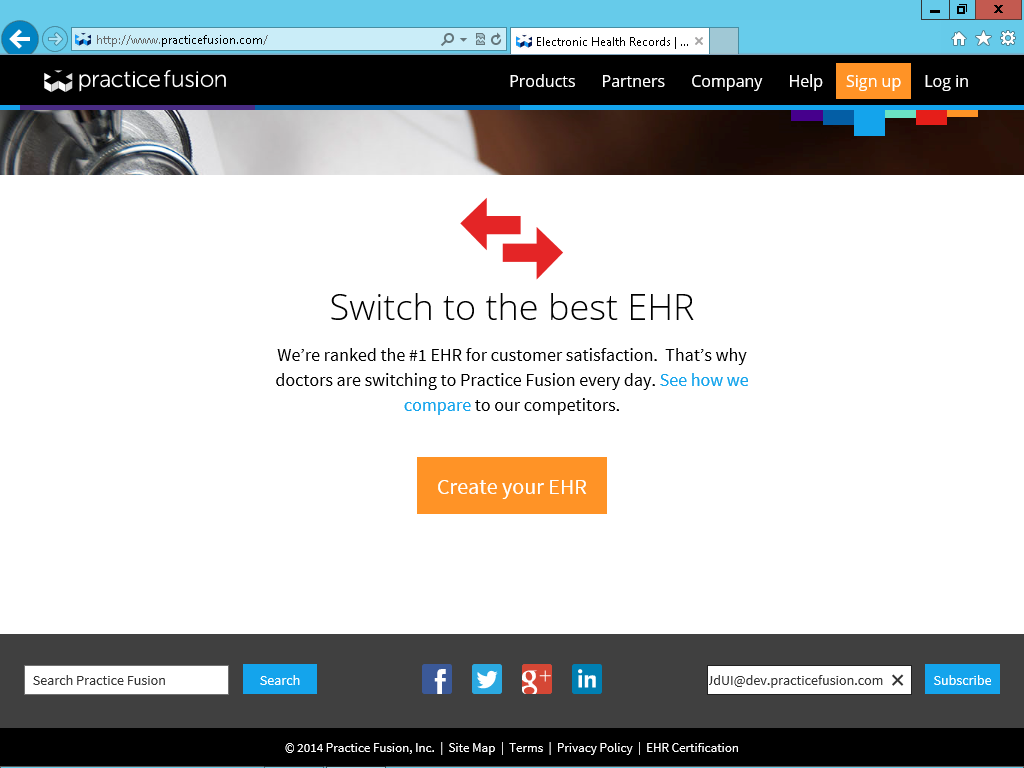 http://www.practicefusion.com/
Electronic Health Records | ...
practice fusion
Products Partners Company Help Sign up Log in
Switch to the best EHR
We're ranked the #1 EHR for customer satisfaction. That's why
doctors are switching to Practice Fusion every day. See how we
compare to our competitors.
Create your EHR
Search Practice Fusion Search
f g+ in
JdUI@dev.practicefusion.com Subscribe
© 2014 Practice Fusion, Inc. | Site Map | Terms | Privacy Policy | EHR Certification